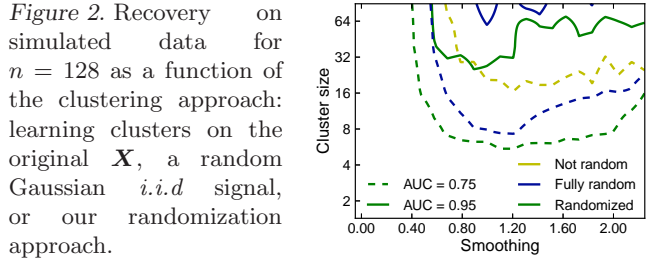 Figure 2. Recovery on
simulated data for
n = 128 as a function of
the clustering approach:
learning clusters on the
original X, a random
Gaussian i.i.d signal,
or our randomization
approach.
Cluster size
64
32
16
8
4
2
AUC = 0.75
AUC = 0.95
Not random
Fully random
Randomized
0.00 0.40 0.80 1.20 1.60 2.00
Smoothing